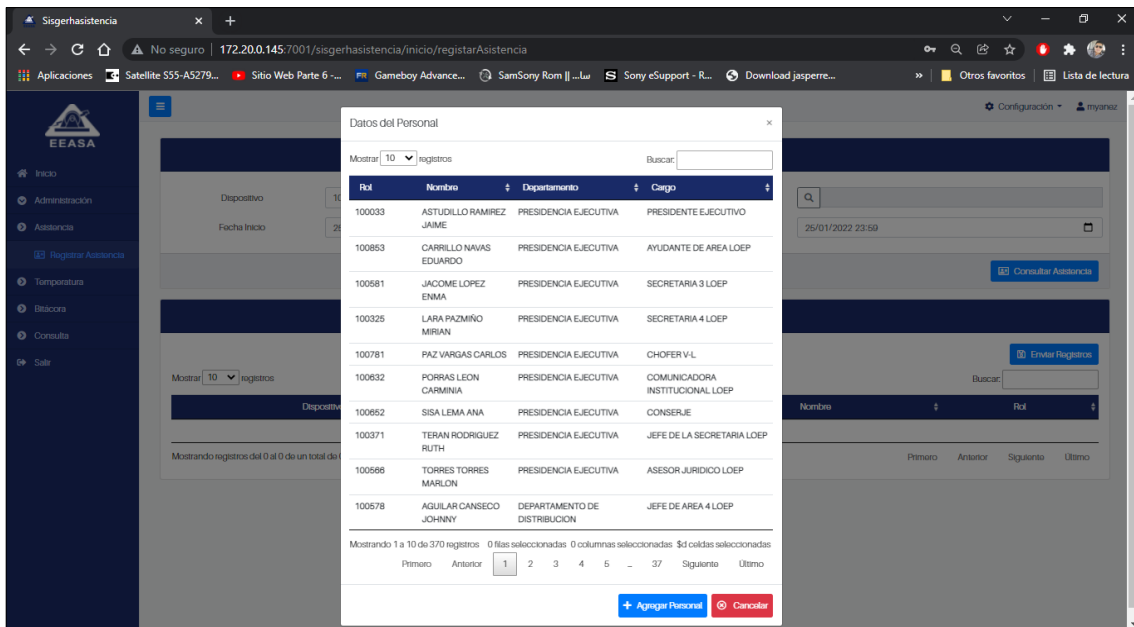 Sisgerhasistencia
No seguro | 172.20.0.145:7001/sisgerhasistencia/inicio/registarAsistencia
Aplicaciones Satellite S55-A5279... Sitio Web Parte 6 -... Gameboy Advance... SamSony Rom || ... Sony eSupport - R... Download jasperre... » Otros favoritos Lista de lectura
EEASA
Configuración myanez
Inicio
Administración
Asistencia
Registrar Asistencia
Temperatura
Bitácora
Consulta
Salir
Dispositivo 10
Fecha Inicio 25
25/01/2022 23:59
Consultar Asistencia
Enviar Registros
Mostrar 10 registros Buscar:
Dispositivo Nombre Rol
Mostrando registros del 0 al 0 de un total de 0
Primero Anterior Siguiente Último
Datos del Personal ×
Mostrar 10 registros Buscar:
Rol Nombre Departamento Cargo
100033 ASTUDILLO RAMIREZ PRESIDENCIA EJECUTIVA PRESIDENTE EJECUTIVO
JAIME
100853 CARRILLO NAVAS PRESIDENCIA EJECUTIVA AYUDANTE DE AREA LOEP
EDUARDO
100581 JACOME LOPEZ PRESIDENCIA EJECUTIVA SECRETARIA 3 LOEP
ENMA
100325 LARA PAZMIÑO PRESIDENCIA EJECUTIVA SECRETARIA 4 LOEP
MIRIAN
100781 PAZ VARGAS CARLOS PRESIDENCIA EJECUTIVA CHOFER V-L
100632 PORRAS LEON PRESIDENCIA EJECUTIVA COMUNICADORA
CARMINIA INSTITUCIONAL LOEP
100652 SISA LEMA ANA PRESIDENCIA EJECUTIVA CONSERJE
100371 TERAN RODRIGUEZ PRESIDENCIA EJECUTIVA JEFE DE LA SECRETARIA LOEP
RUTH
100566 TORRES TORRES PRESIDENCIA EJECUTIVA ASESOR JURIDICO LOEP
MARLON
100578 AGUILAR CANSECO DEPARTAMENTO DE JEFE DE AREA 4 LOEP
JOHNNY DISTRIBUCION
Mostrando 1 a 10 de 370 registros 0 filas seleccionadas 0 columnas seleccionadas $d celdas seleccionadas
Primero Anterior 1 2 3 4 5 … 37 Siguiente Último
Agregar Personal Cancelar